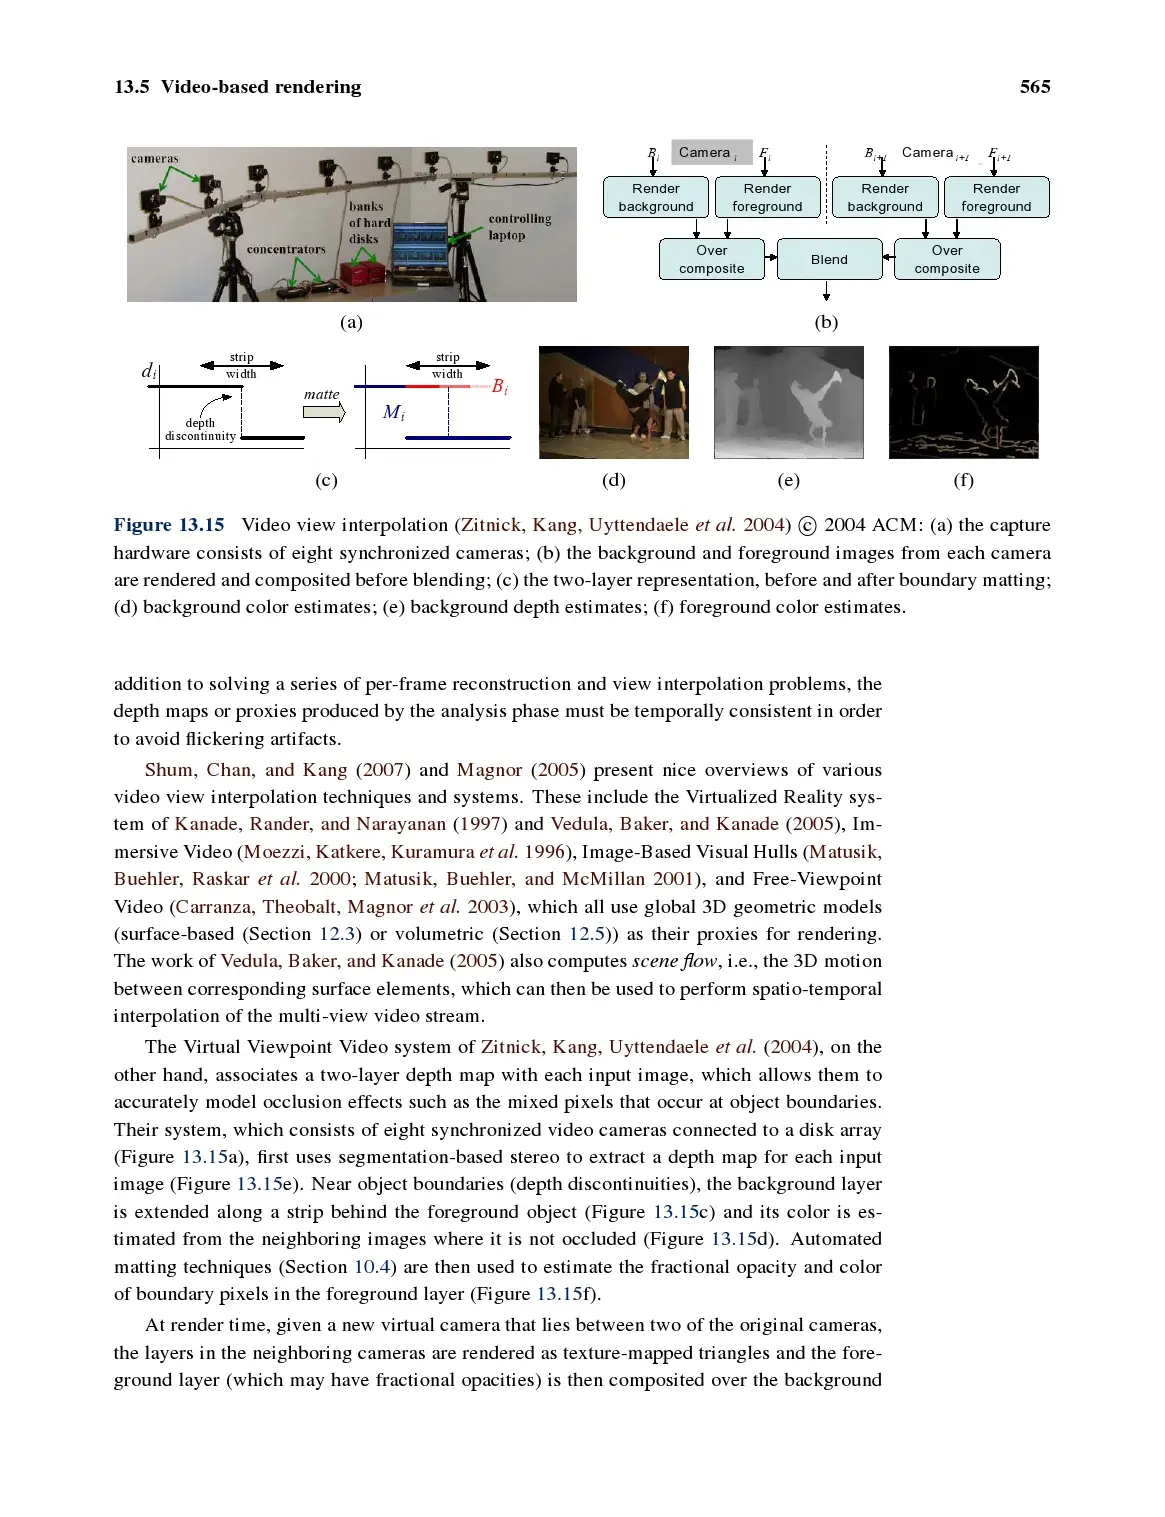 13.5 Video-based rendering 565
cameras
banks
of hard
disks
controlling
laptop
concentrators
(a)
B i Camera i F i
B i+1 Camera i+1 F i+1
Render
background
Render
foreground
Render
background
Render
foreground
Over
composite
Blend
Over
composite
(b)
d i
strip
width
depth
discontinuity
matte
strip
width
B i
M i
(c)
(d)
(e)
(f)
Figure 13.15 Video view interpolation (Zitnick, Kang, Uyttendaele et al. 2004) © 2004 ACM: (a) the capture
hardware consists of eight synchronized cameras; (b) the background and foreground images from each camera
are rendered and composited before blending; (c) the two-layer representation, before and after boundary matting;
(d) background color estimates; (e) background depth estimates; (f) foreground color estimates.
addition to solving a series of per-frame reconstruction and view interpolation problems, the
depth maps or proxies produced by the analysis phase must be temporally consistent in order
to avoid flickering artifacts.
Shum, Chan, and Kang (2007) and Magnor (2005) present nice overviews of various
video view interpolation techniques and systems. These include the Virtualized Reality sys-
tem of Kanade, Rander, and Narayanan (1997) and Vedula, Baker, and Kanade (2005), Im-
mersive Video (Moezzi, Katkere, Kuramura et al. 1996), Image-Based Visual Hulls (Matusik,
Buehler, Raskar et al. 2000; Matusik, Buehler, and McMillan 2001), and Free-Viewpoint
Video (Carranza, Theobalt, Magnor et al. 2003), which all use global 3D geometric models
(surface-based (Section 12.3) or volumetric (Section 12.5)) as their proxies for rendering.
The work of Vedula, Baker, and Kanade (2005) also computes scene flow, i.e., the 3D motion
between corresponding surface elements, which can then be used to perform spatio-temporal
interpolation of the multi-view video stream.
The Virtual Viewpoint Video system of Zitnick, Kang, Uyttendaele et al. (2004), on the
other hand, associates a two-layer depth map with each input image, which allows them to
accurately model occlusion effects such as the mixed pixels that occur at object boundaries.
Their system, which consists of eight synchronized video cameras connected to a disk array
(Figure 13.15a), first uses segmentation-based stereo to extract a depth map for each input
image (Figure 13.15e). Near object boundaries (depth discontinuities), the background layer
is extended along a strip behind the foreground object (Figure 13.15c) and its color is es-
timated from the neighboring images where it is not occluded (Figure 13.15d). Automated
matting techniques (Section 10.4) are then used to estimate the fractional opacity and color
of boundary pixels in the foreground layer (Figure 13.15f).
At render time, given a new virtual camera that lies between two of the original cameras,
the layers in the neighboring cameras are rendered as texture-mapped triangles and the fore-
ground layer (which may have fractional opacities) is then composited over the background